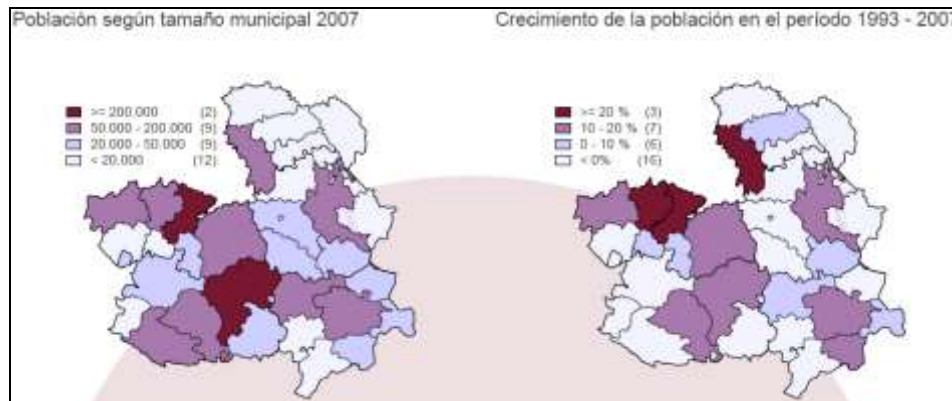 Población según tamaño municipal 2007
>= 200.000 (2)
50.000 - 200.000 (9)
20.000 - 50.000 (9)
< 20.000 (12)
Crecimiento de la población en el período 1993 - 2007
>= 20 % (3)
10 - 20 % (7)
0 - 10 % (6)
< 0% (16)